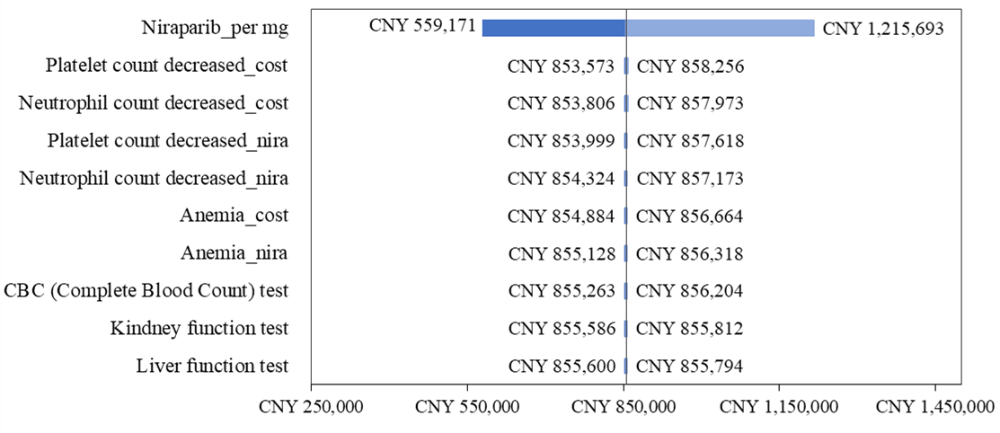 Niraparib_per mg CNY 559,171 CNY 1,215,693
Platelet count decreased_cost CNY 853,573 CNY 858,256
Neutrophil count decreased_cost CNY 853,806 CNY 857,973
Platelet count decreased_nira CNY 853,999 CNY 857,618
Neutrophil count decreased_nira CNY 854,324 CNY 857,173
Anemia_cost CNY 854,884 CNY 856,664
Anemia_nira CNY 855,128 CNY 856,318
CBC (Complete Blood Count) test CNY 855,263 CNY 856,204
Kindney function test CNY 855,586 CNY 855,812
Liver function test CNY 855,600 CNY 855,794
CNY 250,000 CNY 550,000 CNY 850,000 CNY 1,150,000 CNY 1,450,000